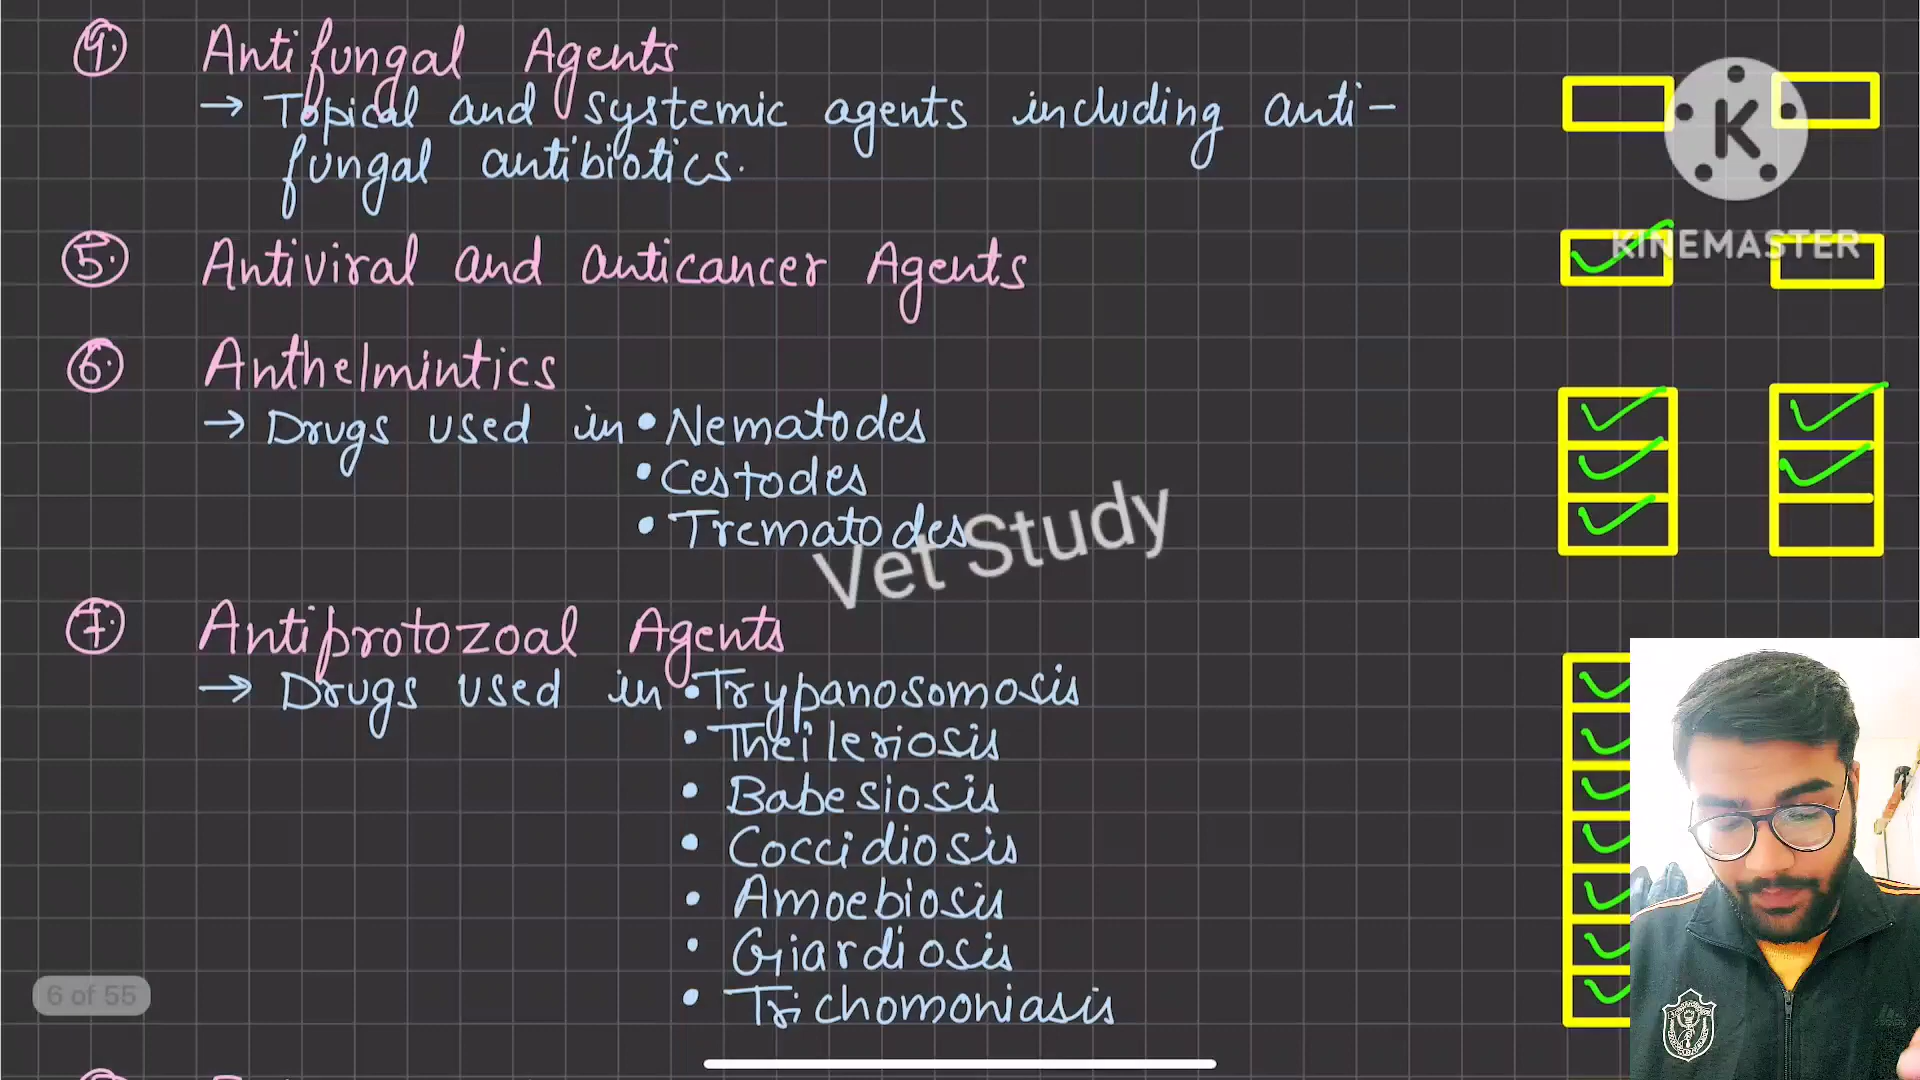 4. Antifungal Agents
→ Topical and systemic agents including anti-
fungal antibiotics.
K
KINEMASTER
5. Antiviral and anticancer Agents
6. Anthelmintics
→ Drugs used in • Nematodes
• Cestodes
• Trematodes
Vet Study
7. Antiprotozoal Agents
→ Drugs used in • Trypanosomosis
• Theileriosis
• Babesiosis
• Coccidiosis
• Amoebiosis
• Giardiosis
• Trichomoniasis
6 of 55